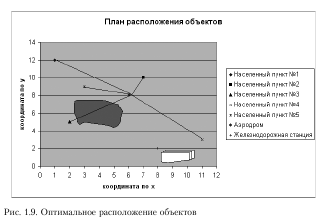 План расположения объектов
14
12
10
8
6
4
2
0
координата по y
0 1 2 3 4 5 6 7 8 9 10 11 12
координата по x
Населенный пункт №1
Населенный пункт №2
Населенный пункт №3
Населенный пункт №4
Населенный пункт №5
Аэродром
Железнодорожная станция
Рис. 1.9. Оптимальное расположение объектов